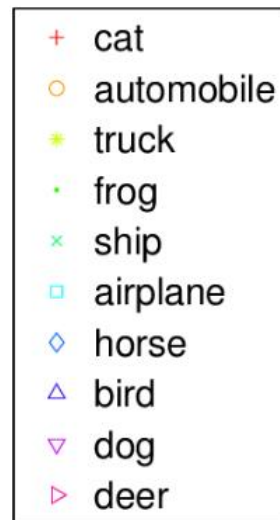 cat
automobile
truck
frog
ship
airplane
horse
bird
dog
deer